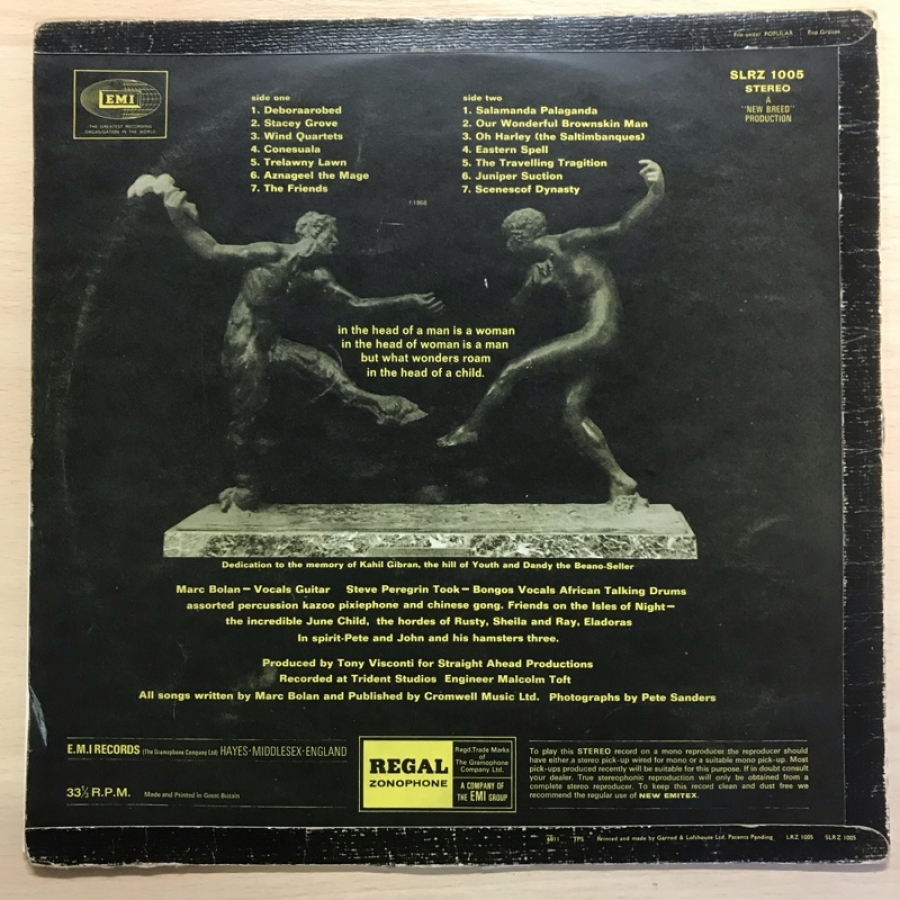 File under POPULAR Pop Groups
EMI
THE GREATEST RECORDING
ORGANISATION IN THE WORLD
SLRZ 1005
STEREO
A
"NEW BREED"
PRODUCTION
side one
1. Deboraarobed
2. Stacey Grove
3. Wind Quartets
4. Conesuala
5. Trelawny Lawn
6. Aznageel the Mage
7. The Friends
side two
1. Salamanda Palaganda
2. Our Wonderful Brownskin Man
3. Oh Harley (the Saltimbanques)
4. Eastern Spell
5. The Travelling Tragition
6. Juniper Suction
7. Scenescof Dynasty
in the head of a man is a woman
in the head of woman is a man
but what wonders roam
in the head of a child.
Dedication to the memory of Kahil Gibran, the hill of Youth and Dandy the Beano-Seller
Marc Bolan – Vocals Guitar Steve Peregrin Took – Bongos Vocals African Talking Drums
assorted percussion kazoo pixiephone and chinese gong. Friends on the Isles of Night –
the incredible June Child, the hordes of Rusty, Sheila and Ray, Eladoras
In spirit-Pete and John and his hamsters three.
Produced by Tony Visconti for Straight Ahead Productions
Recorded at Trident Studios Engineer Malcolm Toft
All songs written by Marc Bolan and Published by Cromwell Music Ltd. Photographs by Pete Sanders
E.M.I RECORDS (The Gramophone Company Ltd) HAYES · MIDDLESEX · ENGLAND
33⅓ R.P.M. Made and Printed in Great Britain
REGAL
ZONOPHONE
Regd. Trade Marks
of The
Gramophone
Company Ltd.
A COMPANY OF
THE EMI GROUP
To play this STEREO record on a mono reproducer the reproducer should
have either a stereo pick-up wired for mono or a suitable mono pick-up. Most
pick-ups produced recently will be suitable for this purpose. If in doubt consult
your dealer. True stereophonic reproduction will only be obtained from a
complete stereo reproducer. To keep this record clean and dust free we
recommend the regular use of NEW EMITEX.
6811 TPS Printed and made by Garrod & Lofthouse Ltd. Patents Pending LRZ 1005 SLRZ 1005